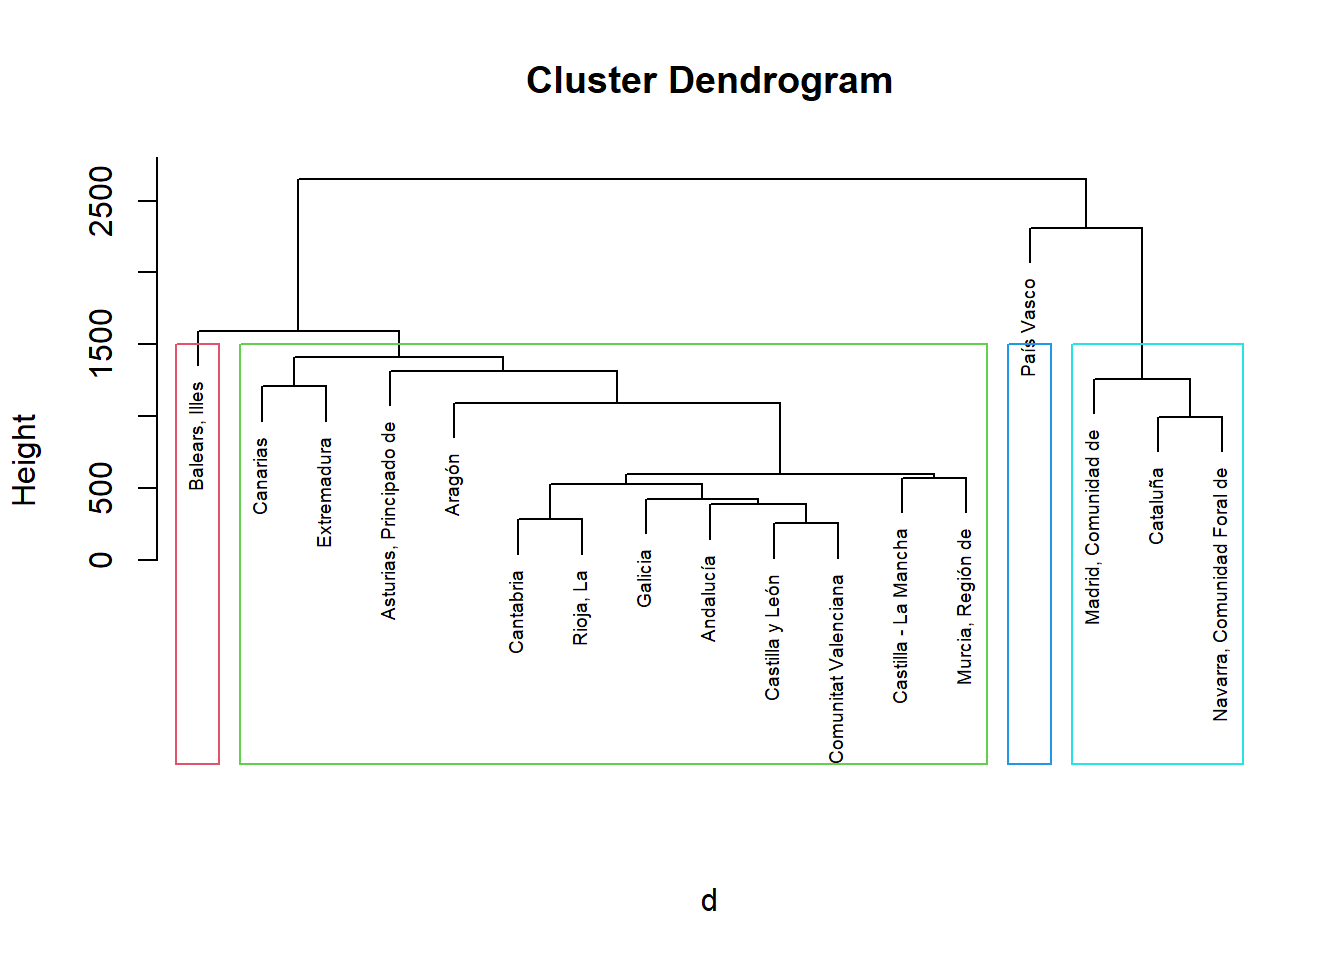 Cluster Dendrogram
Height
2500
1500
500
0
Balears, Illes
Canarias
Extremadura
Asturias, Principado de
Aragón
Cantabria
Rioja, La
Galicia
Andalucía
Castilla y León
Comunitat Valenciana
Castilla - La Mancha
Murcia, Región de
País Vasco
Madrid, Comunidad de
Cataluña
Navarra, Comunidad Foral de
d